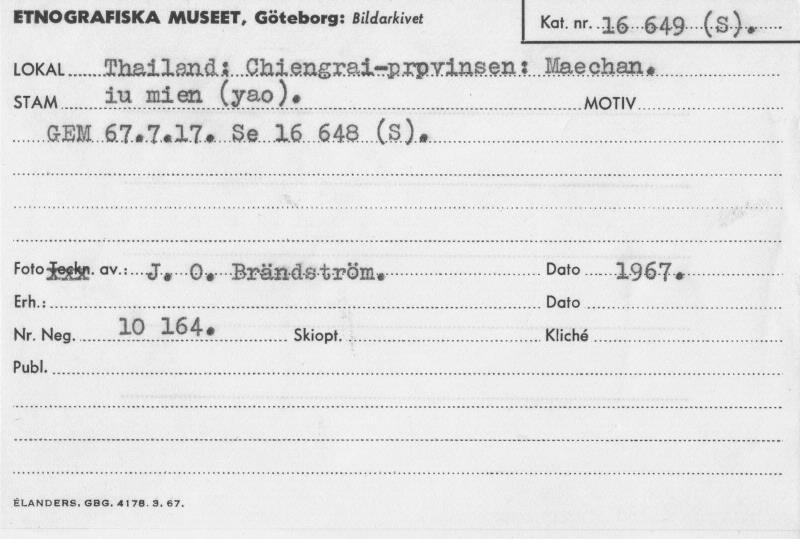 ETNOGRAFISKA MUSEET, Göteborg: Bildarkivet
Kat. nr. 16 649 (S).
LOKAL Thailand: Chiengrai-prpvinsen: Maechan.
STAM iu mien (yao). MOTIV
GEM 67.7.17. Se 16 648 (S).
Foto Teckn. av.: J. O. Brändström. Dato 1967.
Erh.: Dato
Nr. Neg. 10 164. Skiopt. Kliché
Publ.
ELANDERS, GBG. 4178. 3. 67.